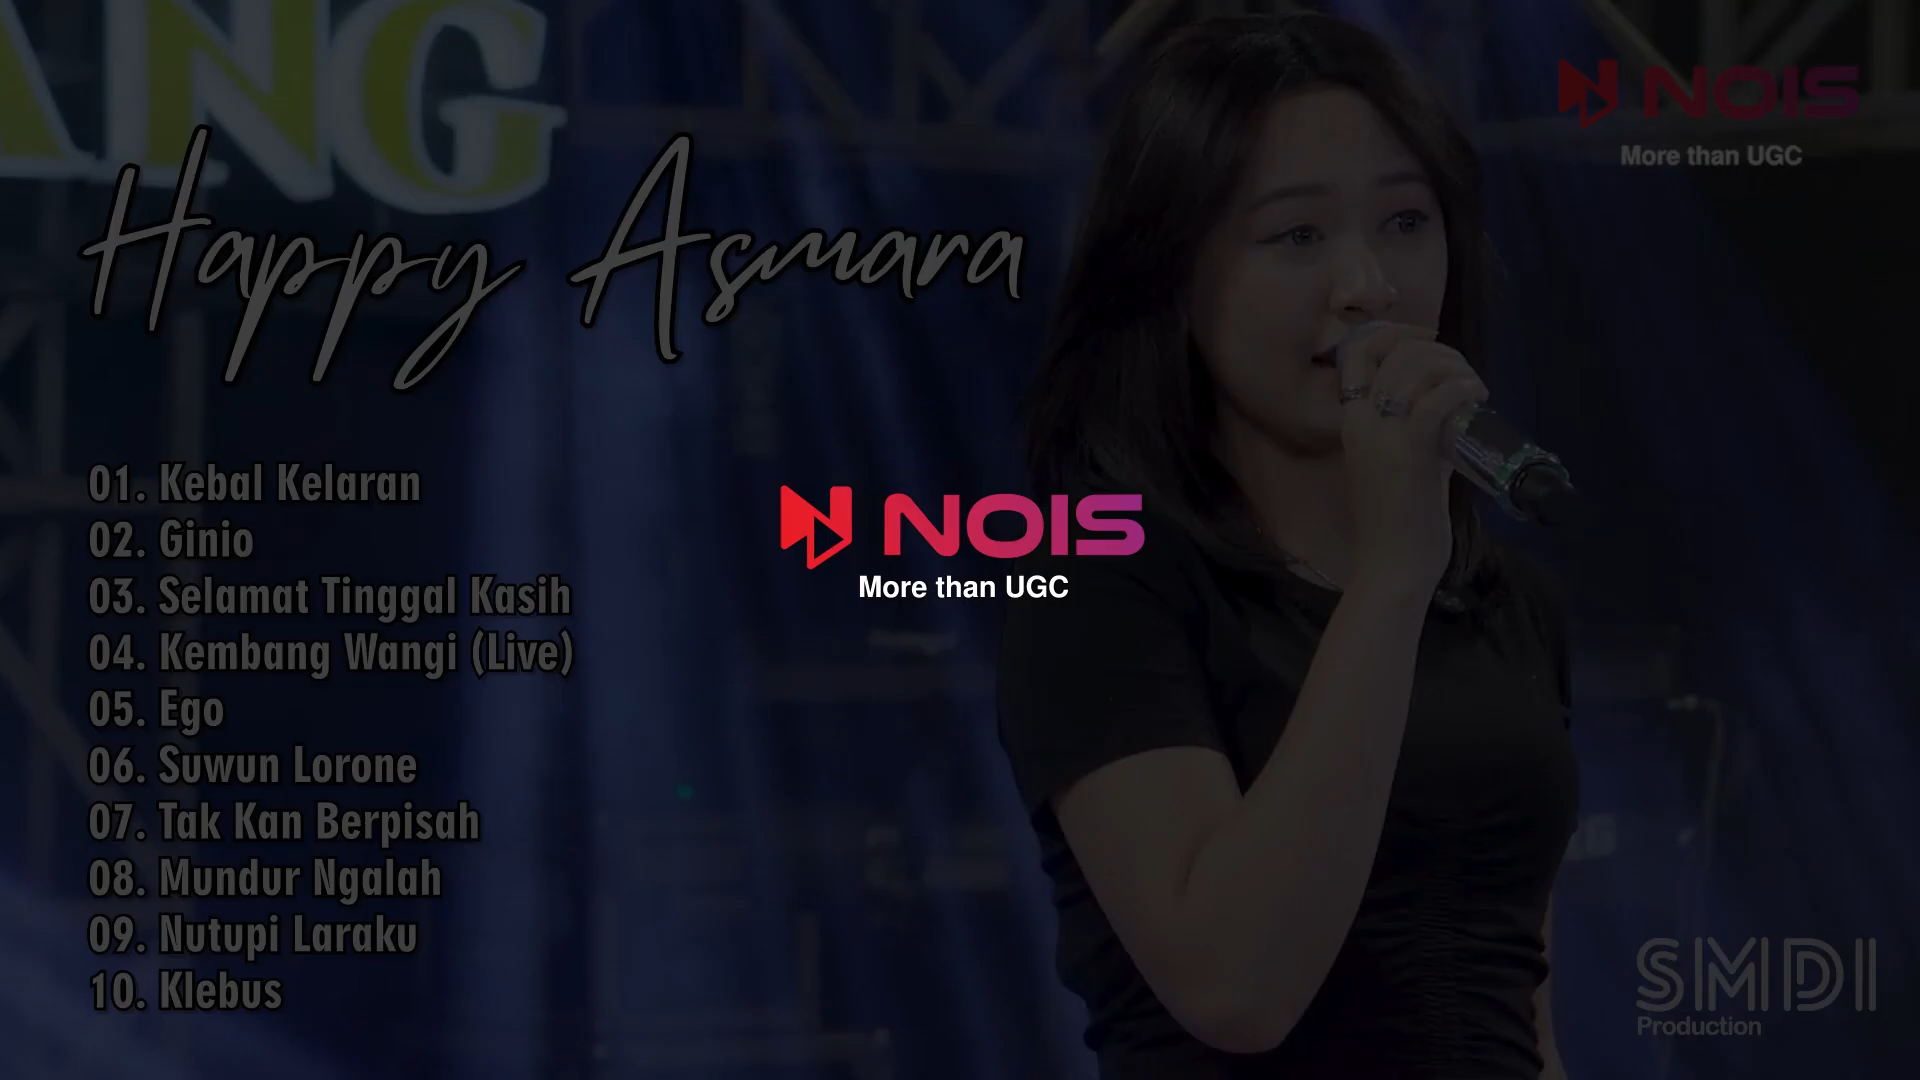 ANG
NOIS
More than UGC
Happy Asmara
01. Kebal Kelaran
02. Ginio
03. Selamat Tinggal Kasih
04. Kembang Wangi (Live)
05. Ego
06. Suwun Lorone
07. Tak Kan Berpisah
08. Mundur Ngalah
09. Nutupi Laraku
10. Klebus
NOIS
More than UGC
SMDI
Production